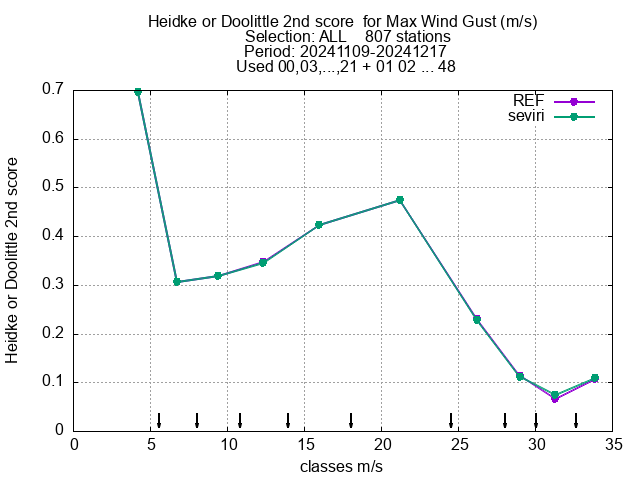 Heidke or Doolittle 2nd score  for Max Wind Gust (m/s)
Selection: ALL    807 stations
Period: 20241109-20241217
Used 00,03,...,21 + 01 02 ... 48
REF
seviri
0.7
0.6
0.5
0.4
0.3
0.2
0.1
0
Heidke or Doolittle 2nd score
0 5 10 15 20 25 30 35
classes m/s